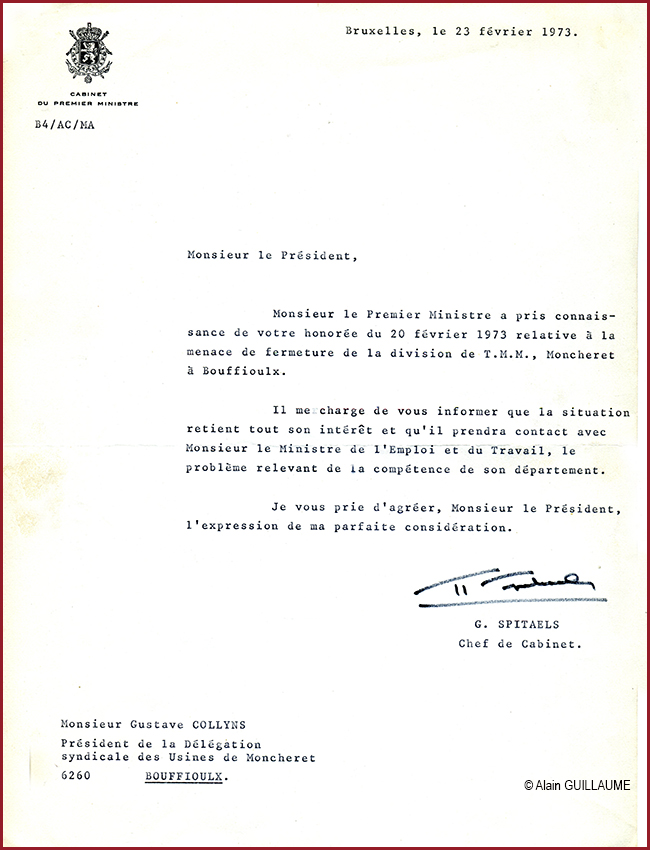 Bruxelles, le 23 février 1973.
CABINET
DU PREMIER MINISTRE
B4/AC/MA
Monsieur le Président,
Monsieur le Premier Ministre a pris connais-
sance de votre honorée du 20 février 1973 relative à la
menace de fermeture de la division de T.M.M., Moncheret
à Bouffioulx.
Il me charge de vous informer que la situation
retient tout son intérêt et qu'il prendra contact avec
Monsieur le Ministre de l'Emploi et du Travail, le
problème relevant de la compétence de son département.
Je vous prie d'agréer, Monsieur le Président,
l'expression de ma parfaite considération.
G. SPITAELS
Chef de Cabinet.
Monsieur Gustave COLLYNS
Président de la Délégation
syndicale des Usines de Moncheret
6260 BOUFFIOULX.
© Alain GUILLAUME